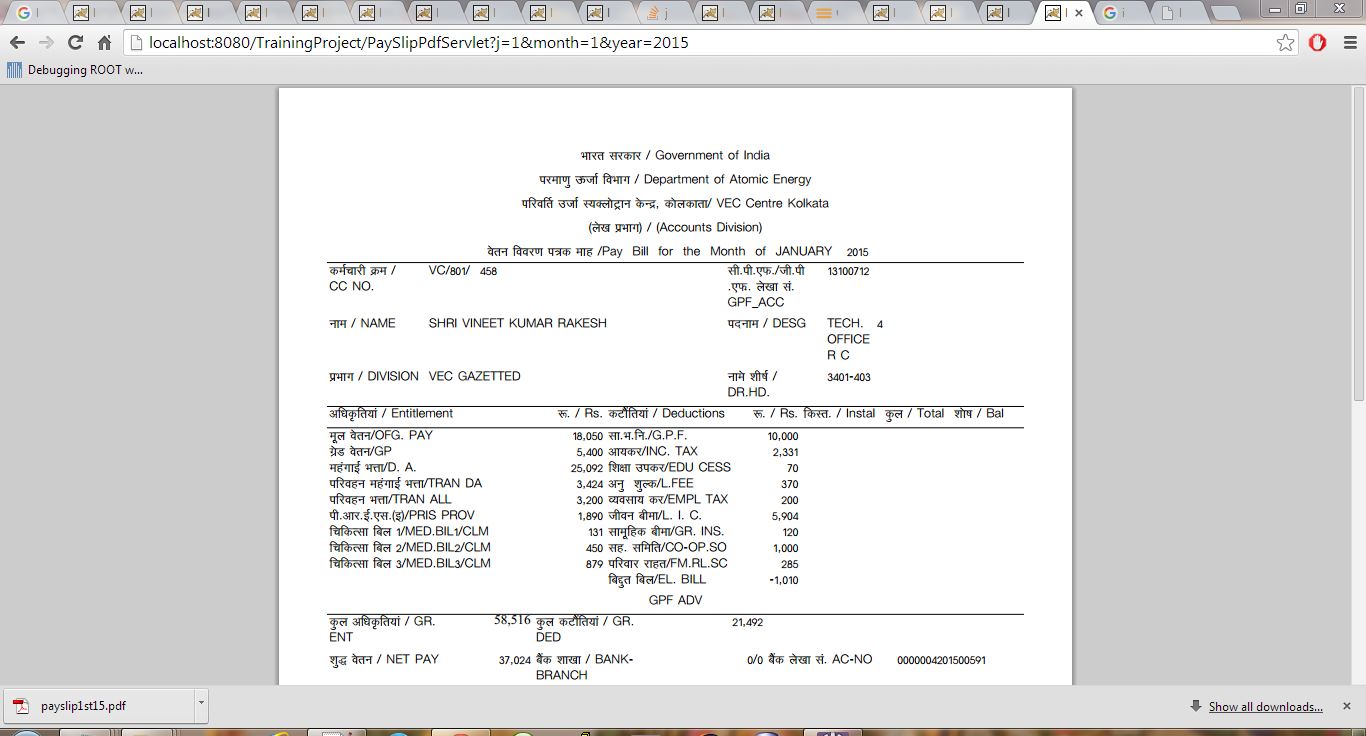 localhost:8080/TrainingProject/PaySlipPdfServlet?j=1&month=1&year=2015
Debugging ROOT w...
भारत सरकार / Government of India
परमाणु ऊर्जा विभाग / Department of Atomic Energy
परिवर्ति उर्जा स्यक्लोट्रान केन्द्र, कोलकाता/ VEC Centre Kolkata
(लेख प्रभाग) / (Accounts Division)
वेतन विवरण पत्रक माह /Pay Bill for the Month of JANUARY 2015
कर्मचारी क्रम / VC/801/ 458 सी.पी.एफ./जी.पी 13100712
CC NO. .एफ. लेखा सं.
GPF_ACC
नाम / NAME SHRI VINEET KUMAR RAKESH पदनाम / DESG TECH. 4
OFFICE
R C
प्रभाग / DIVISION VEC GAZETTED नामे शीर्ष / 3401-403
DR.HD.
अधिकृतियां / Entitlement रू. / Rs. कटौतियां / Deductions रू. / Rs. किस्त. / Instal कुल / Total शोष / Bal
मूल वेतन/OFG. PAY 18,050 सा.भ.नि./G.P.F. 10,000
ग्रेड वेतन/GP 5,400 आयकर/INC. TAX 2,331
महंगाई भत्ता/D. A. 25,092 शिक्षा उपकर/EDU CESS 70
परिवहन महंगाई भत्ता/TRAN DA 3,424 अनु शुल्क/L.FEE 370
परिवहन भत्ता/TRAN ALL 3,200 व्यवसाय कर/EMPL TAX 200
पी.आर.ई.एस.(इ)/PRIS PROV 1,890 जीवन बीमा/L. I. C. 5,904
चिकित्सा बिल 1/MED.BIL1/CLM 131 सामूहिक बीमा/GR. INS. 120
चिकित्सा बिल 2/MED.BIL2/CLM 450 सह. समिति/CO-OP.SO 1,000
चिकित्सा बिल 3/MED.BIL3/CLM 879 परिवार राहत/FM.RL.SC 285
बिद्दुत बिल/EL. BILL -1,010
GPF ADV
कुल अधिकृतियां / GR. 58,516 कुल कटौतियां / GR. 21,492
ENT DED
शुद्ध वेतन / NET PAY 37,024 बैंक शाखा / BANK- 0/0 बैंक लेखा सं. AC-NO 0000004201500591
BRANCH
payslip1st15.pdf
Show all downloads...